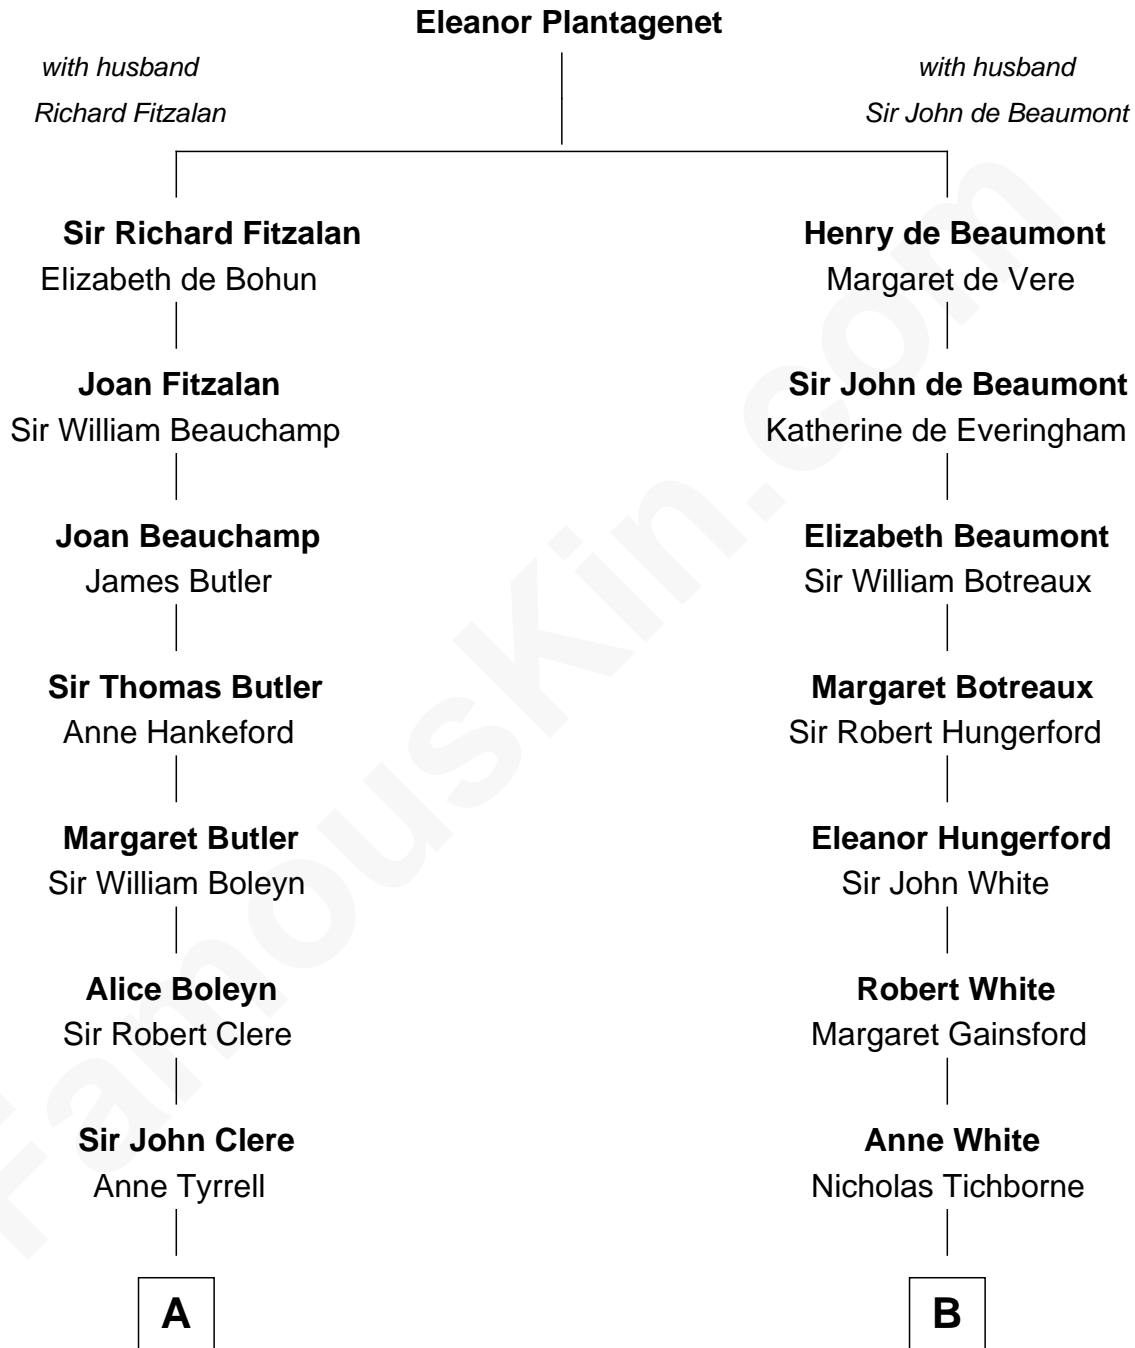 Eleanor Plantagenet
with husband
Richard Fitzalan
with husband
Sir John de Beaumont
Sir Richard Fitzalan
Elizabeth de Bohun
Joan Fitzalan
Sir William Beauchamp
Joan Beauchamp
James Butler
Sir Thomas Butler
Anne Hankeford
Margaret Butler
Sir William Boleyn
Alice Boleyn
Sir Robert Clere
Sir John Clere
Anne Tyrrell
A
Henry de Beaumont
Margaret de Vere
Sir John de Beaumont
Katherine de Everingham
Elizabeth Beaumont
Sir William Botreaux
Margaret Botreaux
Sir Robert Hungerford
Eleanor Hungerford
Sir John White
Robert White
Margaret Gainsford
Anne White
Nicholas Tichborne
B
FamousKin.com